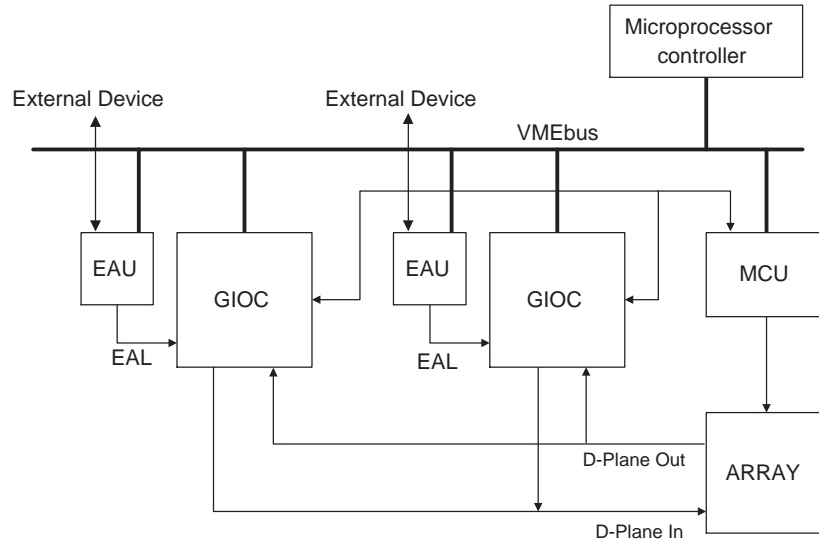 Microprocessor
controller
External Device
External Device
VMEbus
EAU
GIOC
EAU
GIOC
MCU
EAL
EAL
D-Plane Out
ARRAY
D-Plane In